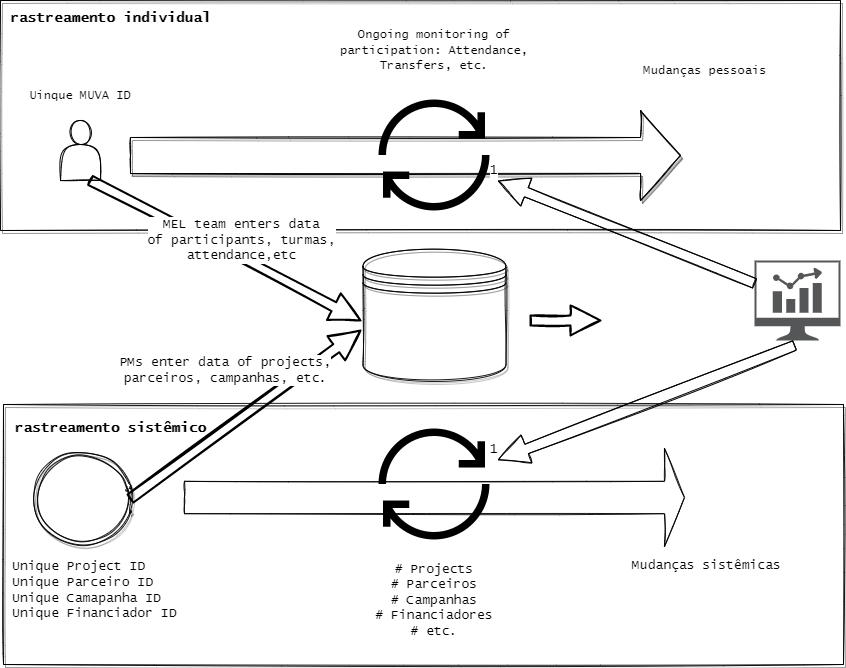 rastreamento individual
Ongoing monitoring of
participation: Attendance,
Transfers, etc.
Mudanças pessoais
Uinque MUVA ID
1
MEL team enters data
of participants, turmas,
attendance,etc
PMs enter data of projects,
parceiros, campanhas, etc.
rastreamento sistêmico
1
Unique Project ID
Unique Parceiro ID
Unique Camapanha ID
Unique Financiador ID
# Projects
# Parceiros
# Campanhas
# Financiadores
# etc.
Mudanças sistêmicas